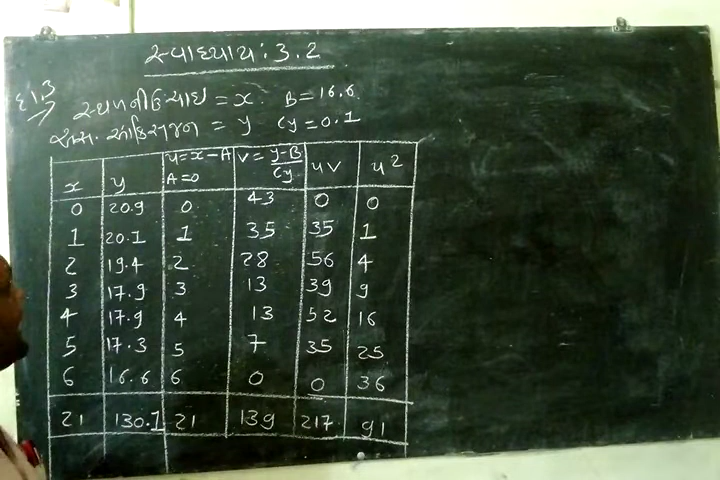 સ્વાધ્યાય: 3.2
દા.3
સ્થળની ઉંચાઇ = x. B = 16.6
= y Cy = 0.1
x y u = x - A A = 0 v = y-B / Cy uv u²
0 20.9 0 43 0 0
1 20.1 1 35 35 1
2 19.4 2 28 56 4
3 17.9 3 13 39 9
4 17.9 4 13 52 16
5 17.3 5 7 35 25
6 16.6 6 0 0 36
21 130.1 21 139 217 91